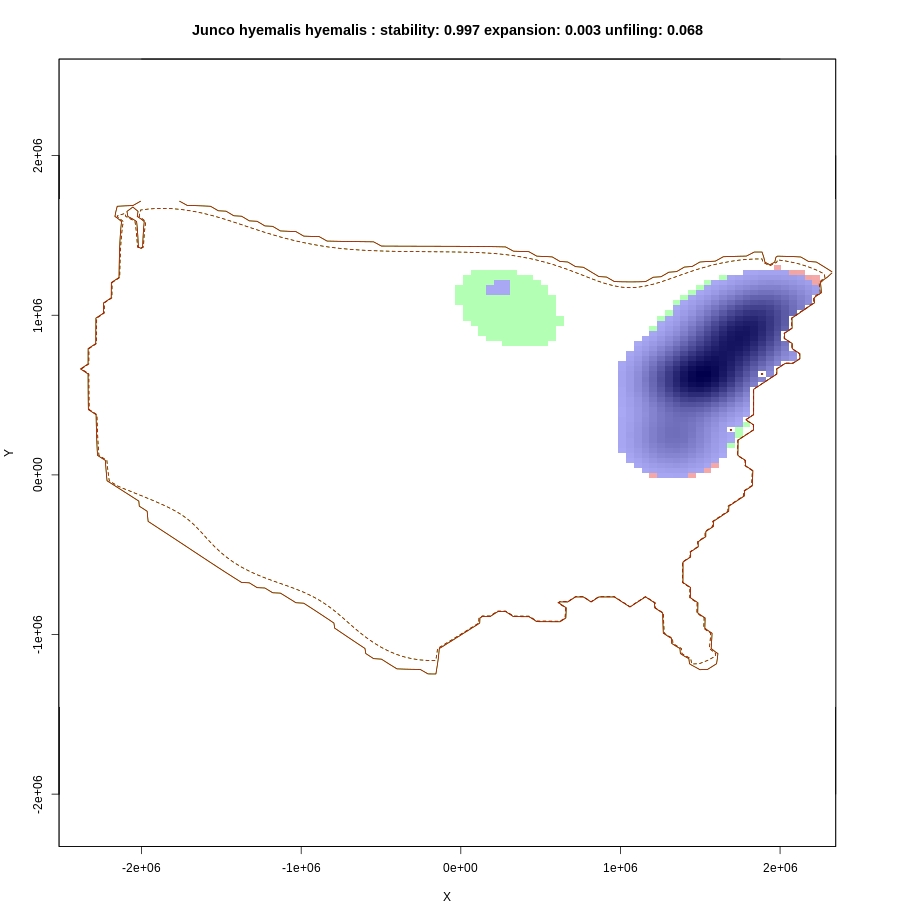 Junco hyemalis hyemalis : stability: 0.997 expansion: 0.003 unfiling: 0.068
2e+06
1e+06
0e+00
-1e+06
-2e+06
Y
-2e+06 -1e+06 0e+00 1e+06 2e+06
X